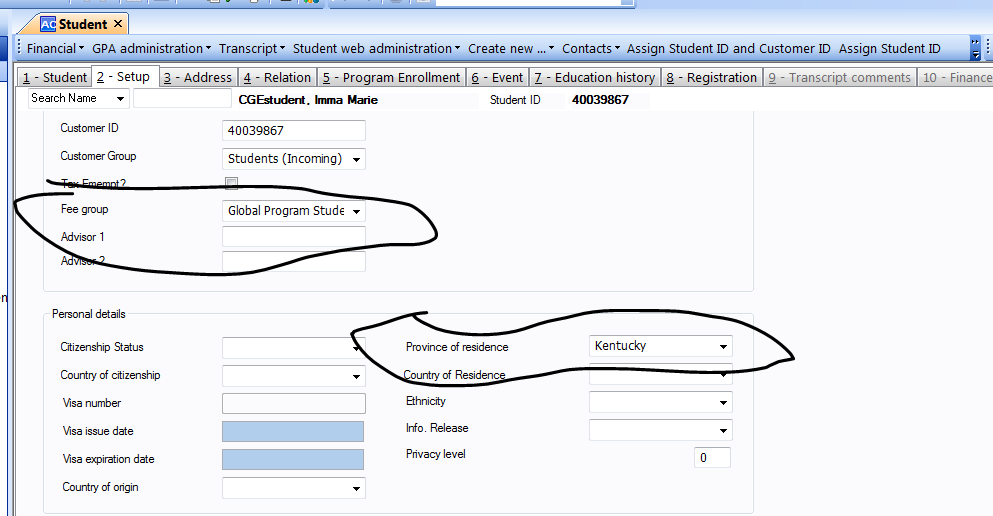 AC Student ×
Financial GPA administration Transcript Student web administration Create new ... Contacts Assign Student ID and Customer ID Assign Student ID
1 - Student 2 - Setup 3 - Address 4 - Relation 5 - Program Enrollment 6 - Event 7 - Education history 8 - Registration 9 - Transcript comments 10 - Finance
Search Name CGEstudent, Imma Marie Student ID 40039867
Customer ID 40039867
Customer Group Students (Incoming)
Tax Emempt?
Fee group Global Program Stude
Advisor 1
Advisor 2
en
Personal details
Citizenship Status Province of residence Kentucky
Country of citizenship Country of Residence
Visa number Ethnicity
Visa issue date Info. Release
Visa expiration date Privacy level 0
Country of origin